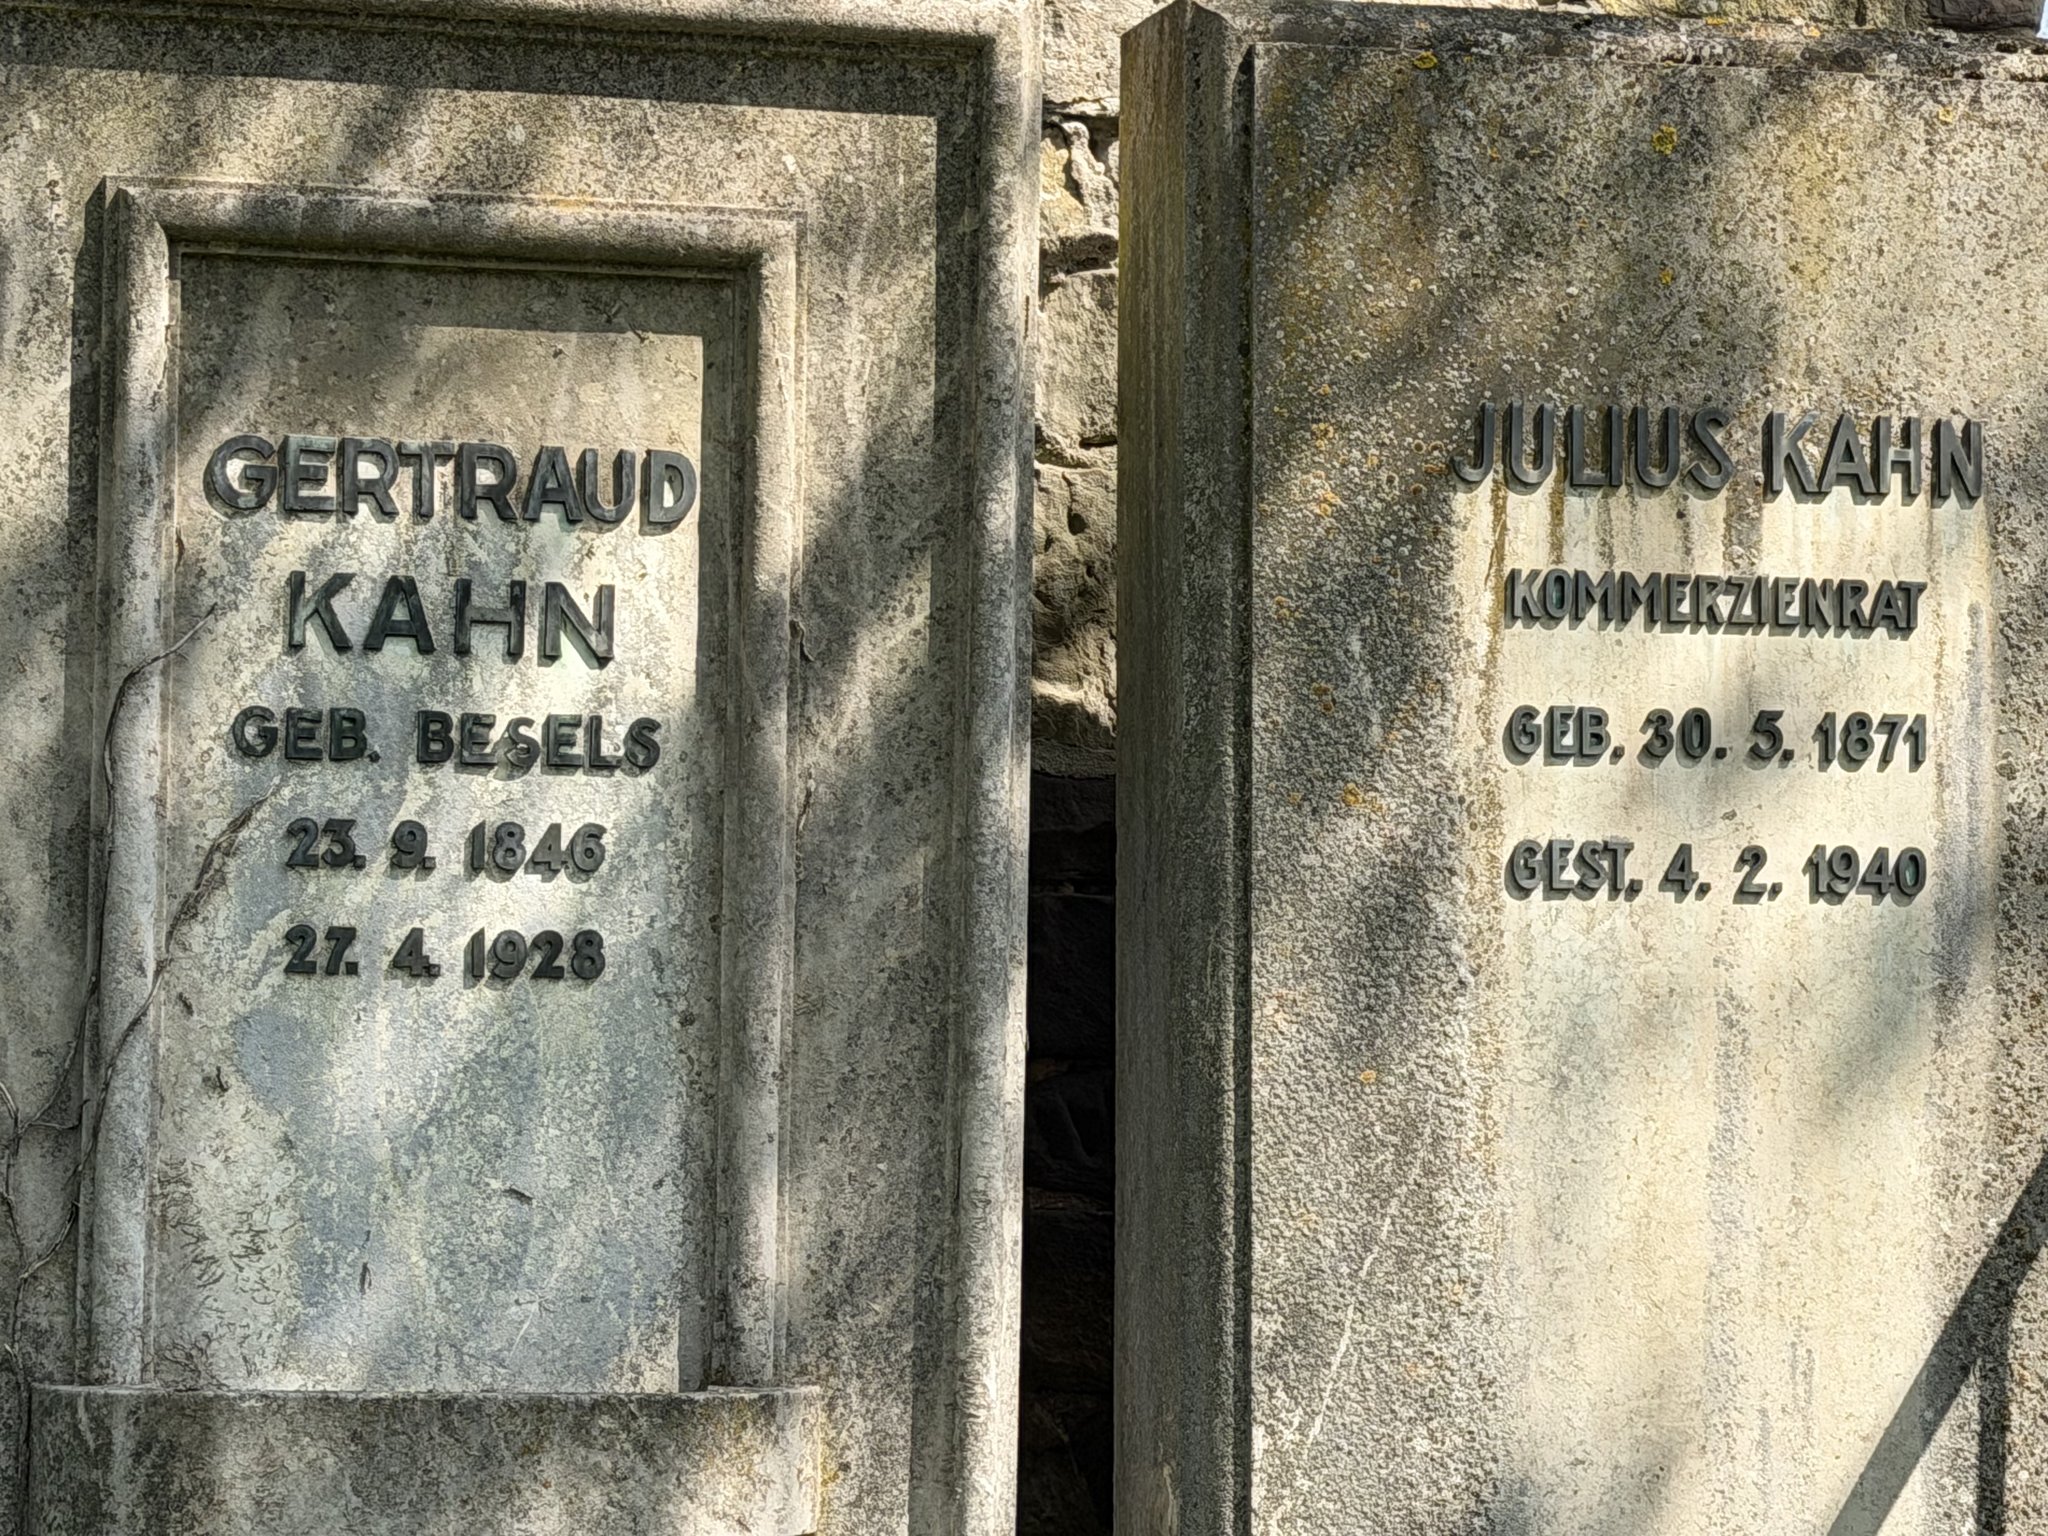 GERTRAUD
KAHN
GEB. BESELS
23. 9. 1846
27. 4. 1928
JULIUS KAHN
KOMMERZIENRAT
GEB. 30. 5. 1871
GEST. 4. 2. 1940